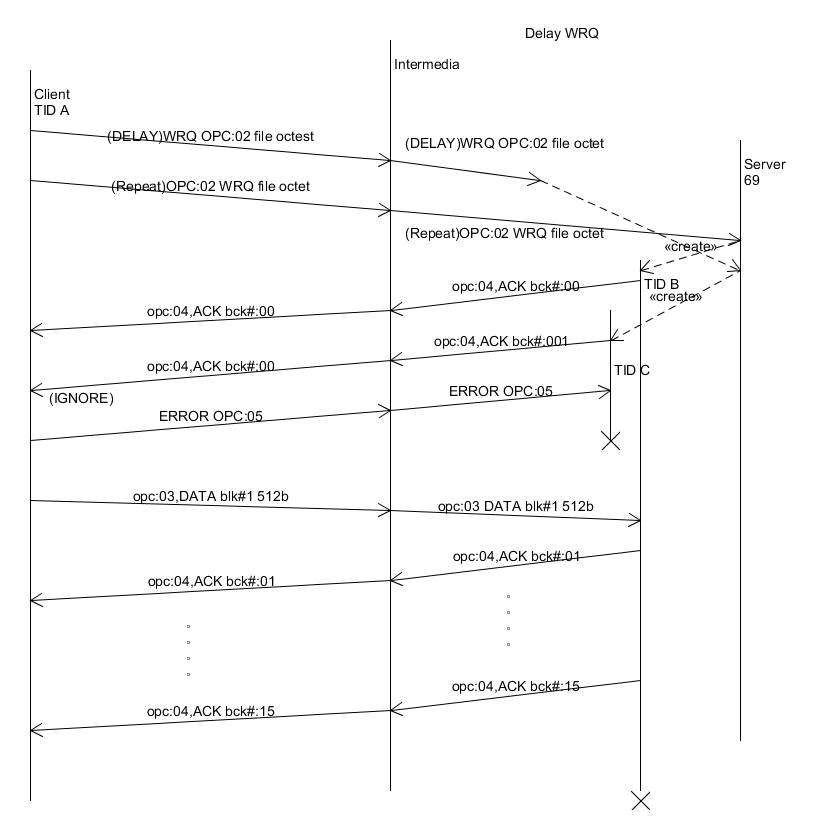 Delay WRQ
Intermedia
Client
TID A
(DELAY)WRQ OPC:02 file octest
(DELAY)WRQ OPC:02 file octet
Server
69
(Repeat)OPC:02 WRQ file octet
(Repeat)OPC:02 WRQ file octet
«create»
TID B
opc:04,ACK bck#:00
«create»
opc:04,ACK bck#:00
opc:04,ACK bck#:001
opc:04,ACK bck#:00
TID C
(IGNORE)
ERROR OPC:05
ERROR OPC:05
opc:03,DATA blk#1 512b
opc:03 DATA blk#1 512b
opc:04,ACK bck#:01
opc:04,ACK bck#:01
opc:04,ACK bck#:15
opc:04,ACK bck#:15